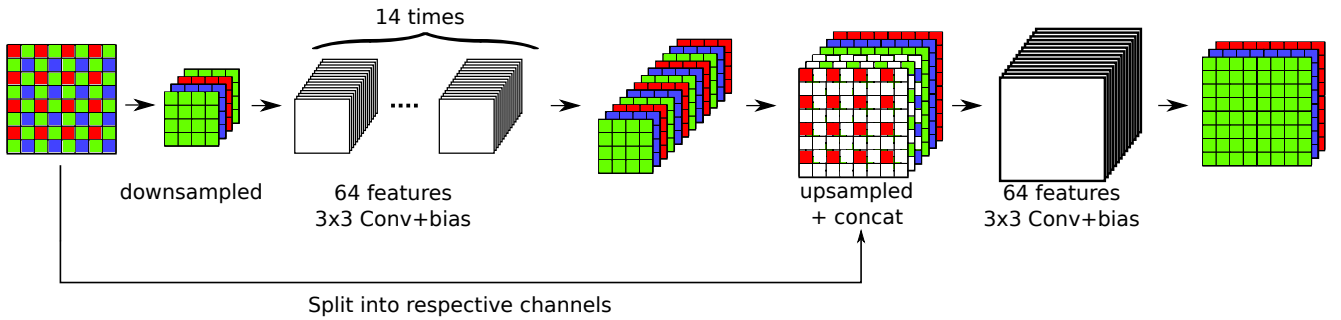 14 times
downsampled
64 features
3x3 Conv+bias
upsampled
+ concat
64 features
3x3 Conv+bias
Split into respective channels